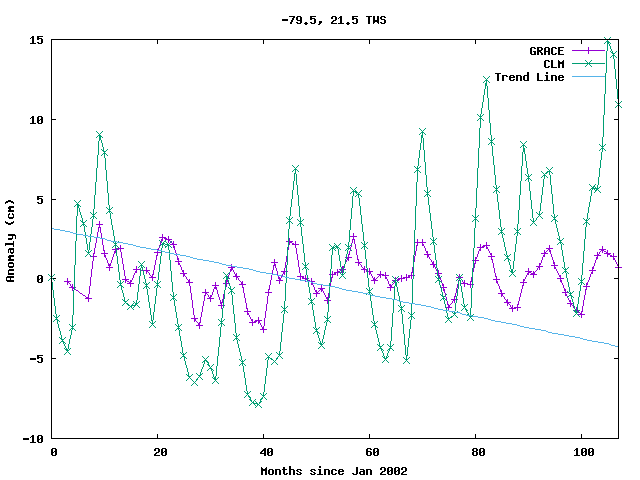 -79.5, 21.5 TWS
GRACE
CLM
Trend Line
15
10
5
0
-5
-10
Anomaly (cm)
0 20 40 60 80 100
Months since Jan 2002